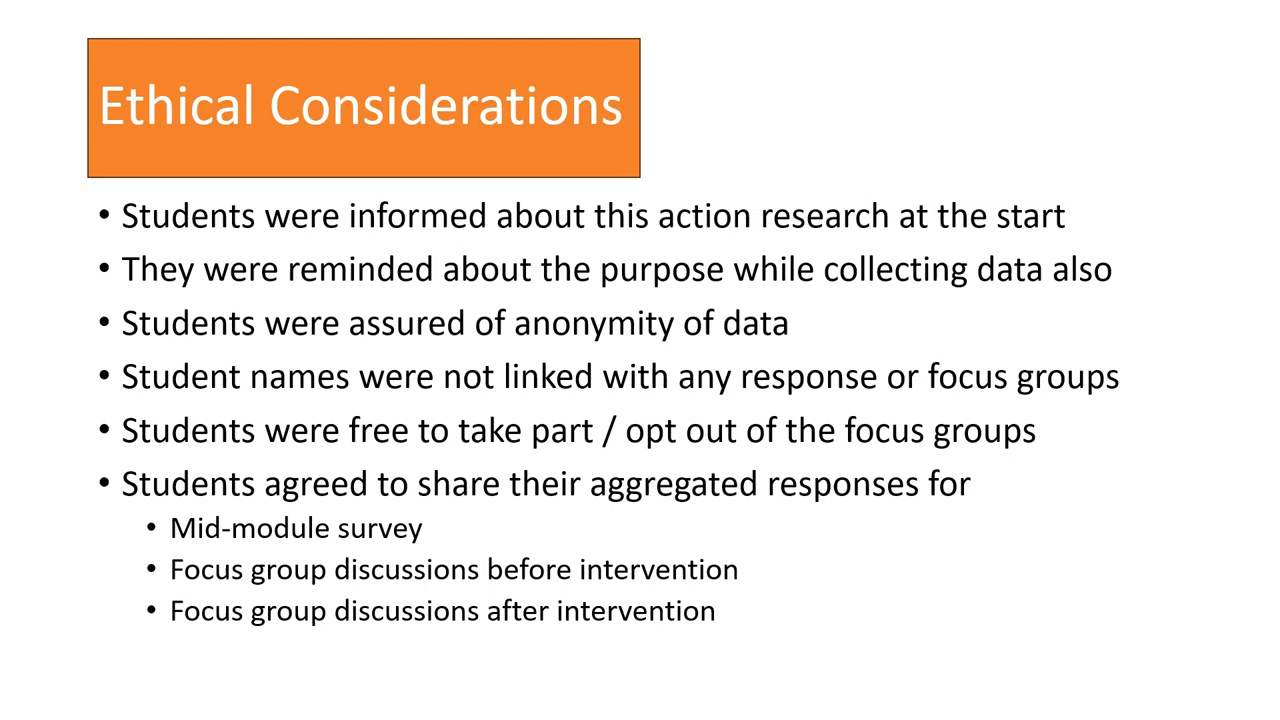 Ethical Considerations
• Students were informed about this action research at the start
• They were reminded about the purpose while collecting data also
• Students were assured of anonymity of data
• Student names were not linked with any response or focus groups
• Students were free to take part / opt out of the focus groups
• Students agreed to share their aggregated responses for
• Mid-module survey
• Focus group discussions before intervention
• Focus group discussions after intervention